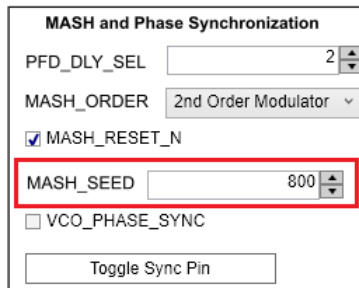 MASH and Phase Synchronization
PFD_DLY_SEL 2
MASH_ORDER 2nd Order Modulator
MASH_RESET_N
MASH_SEED 800
VCO_PHASE_SYNC
Toggle Sync Pin